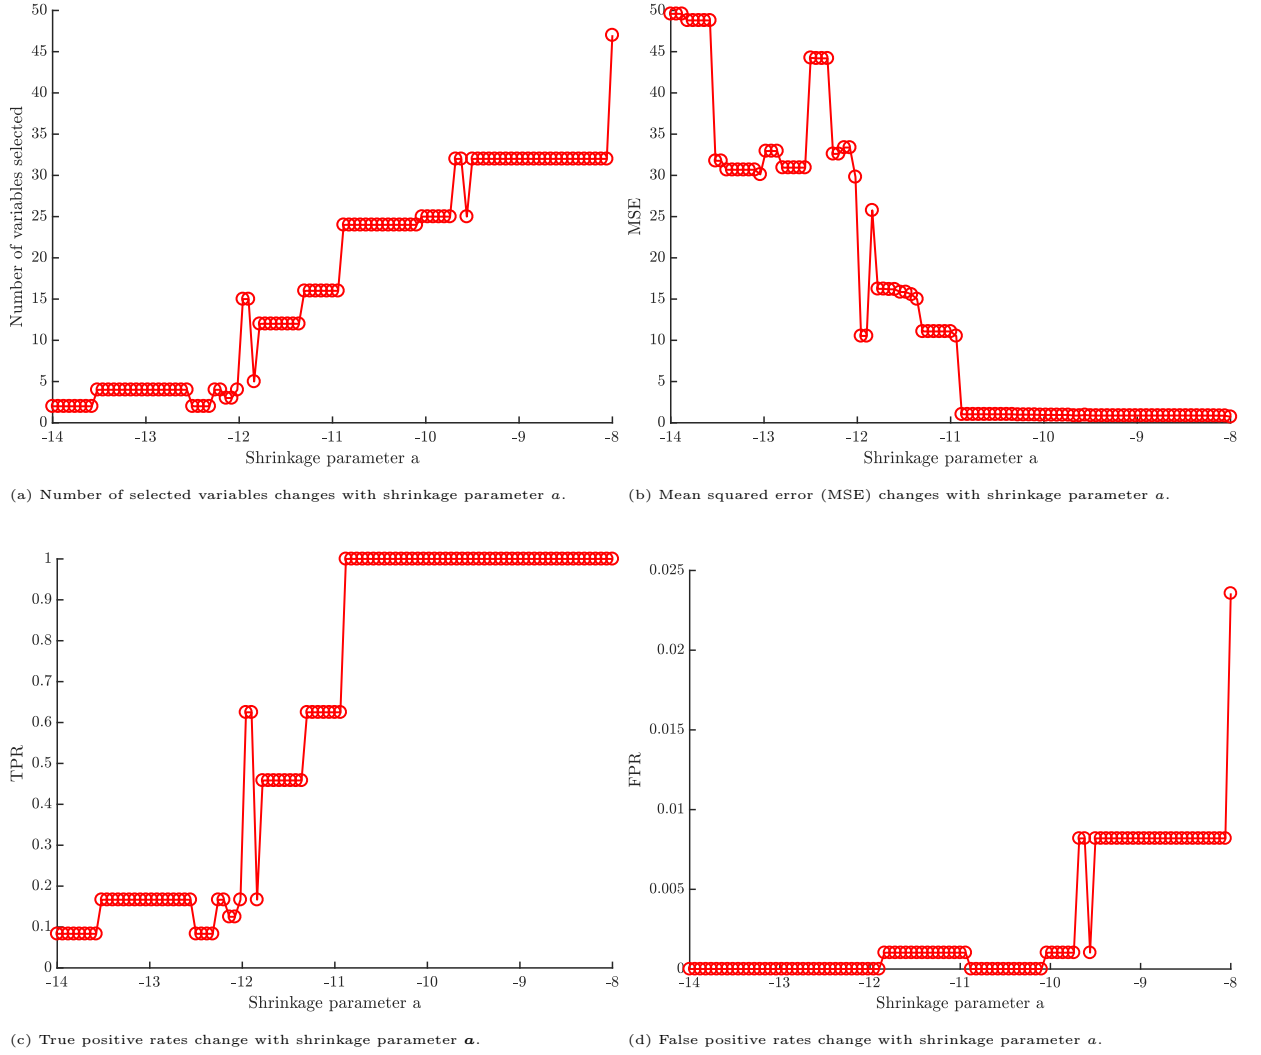 50
45
40
35
30
25
20
15
10
5
0
Number of variables selected
-14 -13 -12 -11 -10 -9 -8
Shrinkage parameter a
(a) Number of selected variables changes with shrinkage parameter a.
50
45
40
35
30
25
20
15
10
5
0
MSE
-14 -13 -12 -11 -10 -9 -8
Shrinkage parameter a
(b) Mean squared error (MSE) changes with shrinkage parameter a.
1
0.9
0.8
0.7
0.6
0.5
0.4
0.3
0.2
0.1
0
TPR
-14 -13 -12 -11 -10 -9 -8
Shrinkage parameter a
(c) True positive rates change with shrinkage parameter a.
0.025
0.02
0.015
0.01
0.005
0
FPR
-14 -13 -12 -11 -10 -9 -8
Shrinkage parameter a
(d) False positive rates change with shrinkage parameter a.